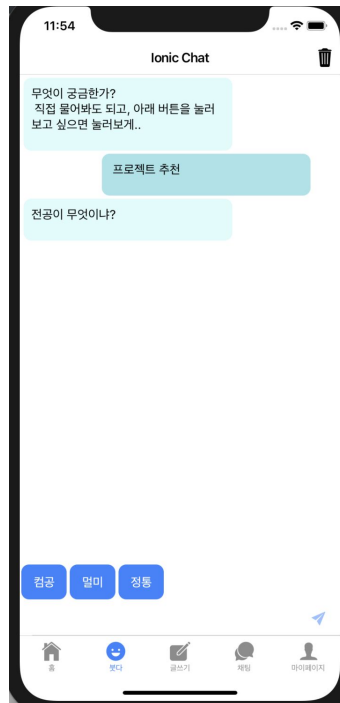 11:54
Ionic Chat
무엇이 궁금한가?
직접 물어봐도 되고, 아래 버튼을 눌러
보고 싶으면 눌러보게..
프로젝트 추천
전공이 무엇이냐?
컴공
멀미
정통
홈
봇다
글쓰기
채팅
마이페이지